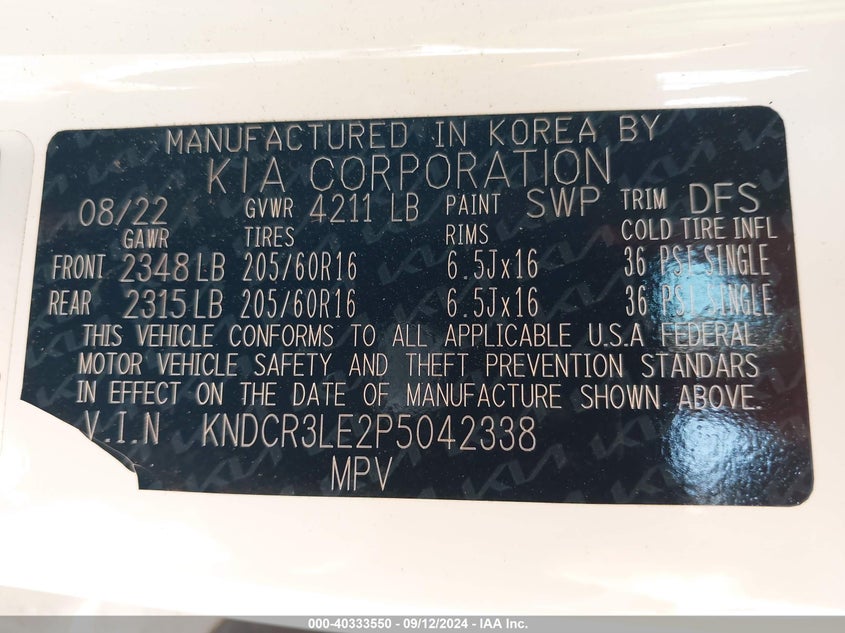 MANUFACTURED IN KOREA BY
KIA CORPORATION
08/22 GVWR 4211 LB PAINT SWP TRIM DFS
GAWR TIRES RIMS COLD TIRE INFL
FRONT 2348 LB 205/60R16 6.5Jx16 36 PSI SINGLE
REAR 2315 LB 205/60R16 6.5Jx16 36 PSI SINGLE
THIS VEHICLE CONFORMS TO ALL APPLICABLE U.S.A FEDERAL
MOTOR VEHICLE SAFETY AND THEFT PREVENTION STANDARS
IN EFFECT ON THE DATE OF MANUFACTURE SHOWN ABOVE.
V.I.N KNDCR3LE2P5042338
MPV
000-40333550 - 09/12/2024 - IAA Inc.